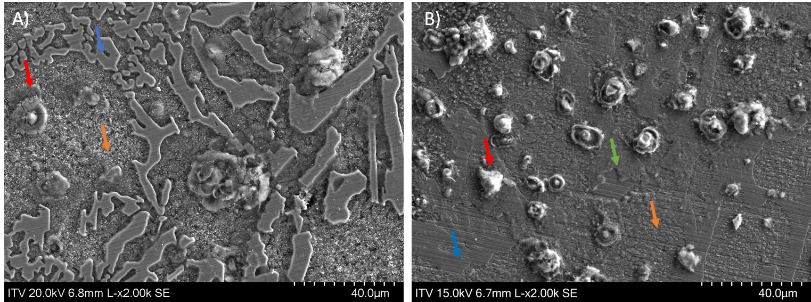 A)
B)
ITV 20.0kV 6.8mm L-x2.00k SE 40.0µm
ITV 15.0kV 6.7mm L-x2.00k SE 40.0µm